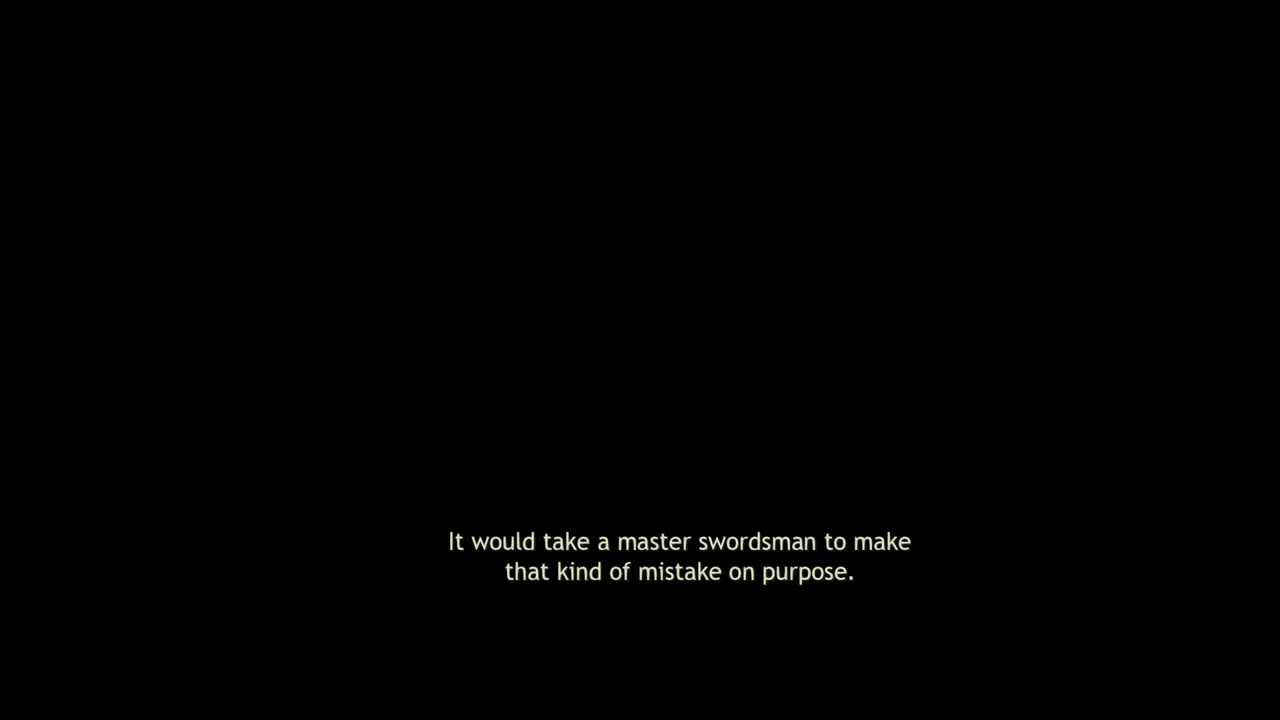 It would take a master swordsman to make
that kind of mistake on purpose.